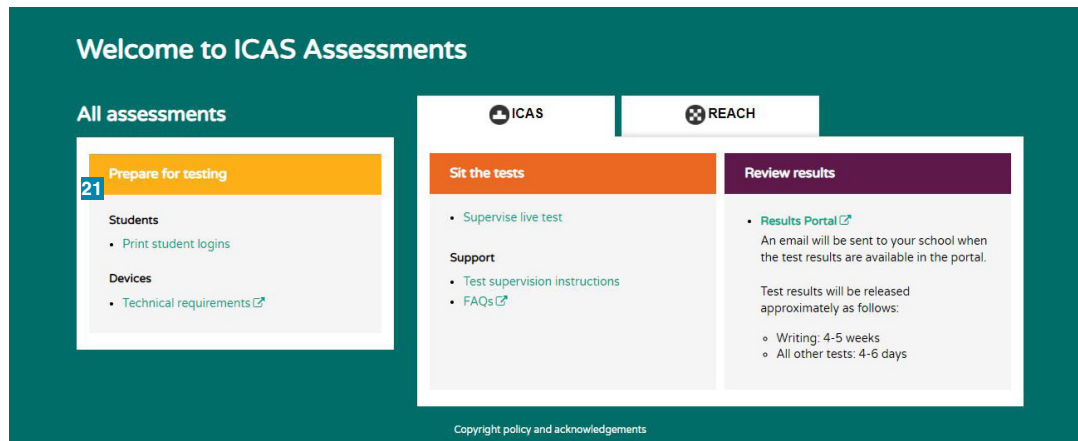 Welcome to ICAS Assessments
All assessments
Prepare for testing
21
Students
Print student logins
Devices
Technical requirements
ICAS
REACH
Sit the tests
Supervise live test
Support
Test supervision instructions
FAQs
Review results
Results Portal
An email will be sent to your school when
the test results are available in the portal.
Test results will be released
approximately as follows:
Writing: 4-5 weeks
All other tests: 4-6 days
Copyright policy and acknowledgements